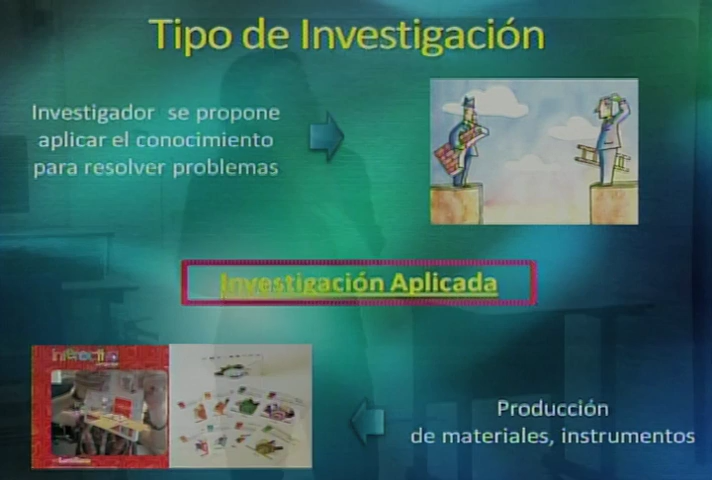 Tipo de Investigación
Investigador se propone
aplicar el conocimiento
para resolver problemas
Investigación Aplicada
Producción
de materiales, instrumentos